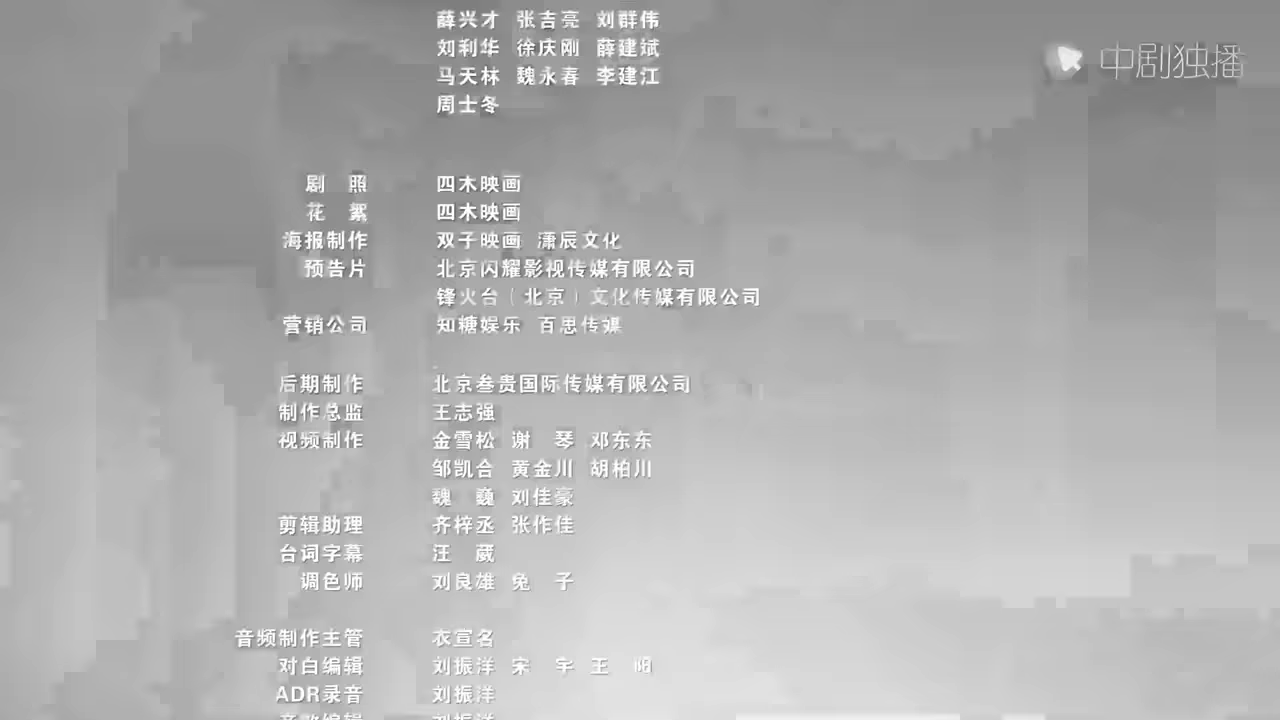 薛兴才 张吉亮 刘群伟
中剧独播
刘利华 徐庆刚 薛建斌
马天林 魏永春 李建江
周士冬
剧 照 四木映画
花 絮 四木映画
海报制作 双子映画 潇辰文化
预告片 北京闪耀影视传媒有限公司
锋火台（北京）文化传媒有限公司
营销公司 知糖娱乐 百思传媒
后期制作 北京叁贵国际传媒有限公司
制作总监 王志强
视频制作 金雪松 谢 琴 邓东东
邹凯合 黄金川 胡柏川
魏 巍 刘佳豪
剪辑助理 齐梓丞 张作佳
台词字幕 汪 葳
调色师 刘良雄 兔 子
音频制作主管 衣宣名
对白编辑 刘振洋 宋 宇 王
ADR录音 刘振洋